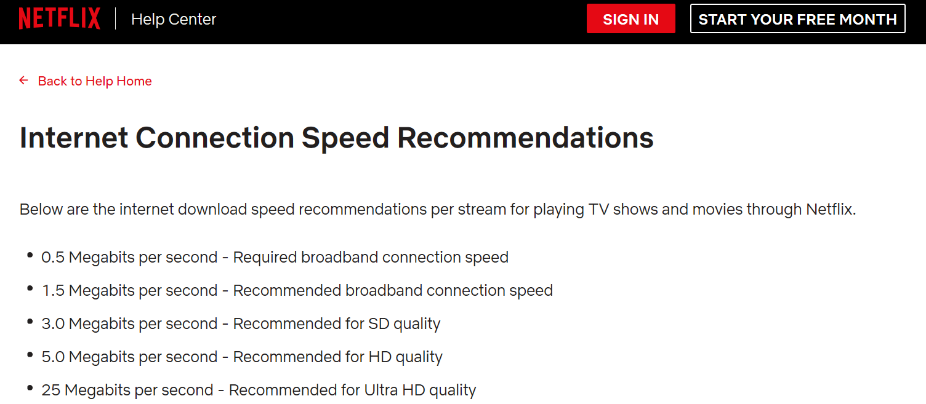 NETFLIX Help Center SIGN IN START YOUR FREE MONTH
← Back to Help Home
Internet Connection Speed Recommendations
Below are the internet download speed recommendations per stream for playing TV shows and movies through Netflix.
• 0.5 Megabits per second - Required broadband connection speed
• 1.5 Megabits per second - Recommended broadband connection speed
• 3.0 Megabits per second - Recommended for SD quality
• 5.0 Megabits per second - Recommended for HD quality
• 25 Megabits per second - Recommended for Ultra HD quality